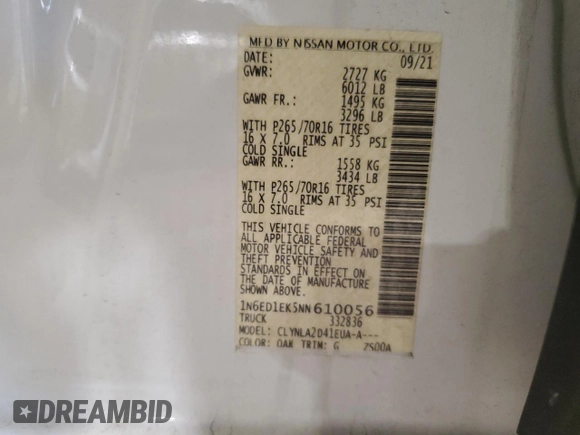 MFD BY NISSAN MOTOR CO., LTD.
DATE: 09/21
GVWR: 2727 KG
6012 LB
GAWR FR.: 1495 KG
3296 LB
WITH P265/70R16 TIRES
16 X 7.0 RIMS AT 35 PSI
COLD SINGLE
GAWR RR.: 1558 KG
3434 LB
WITH P265/70R16 TIRES
16 X 7.0 RIMS AT 35 PSI
COLD SINGLE
THIS VEHICLE CONFORMS TO
ALL APPLICABLE FEDERAL
MOTOR VEHICLE SAFETY AND
THEFT PREVENTION
STANDARDS IN EFFECT ON
THE DATE OF MANUFACTURE
SHOWN ABOVE.
1N6ED1EK5NN610056
TRUCK 332836
MODEL: CLYNLA2D41EUA-A---
COLOR: QAK TRIM: G 2S00A
DREAMBID